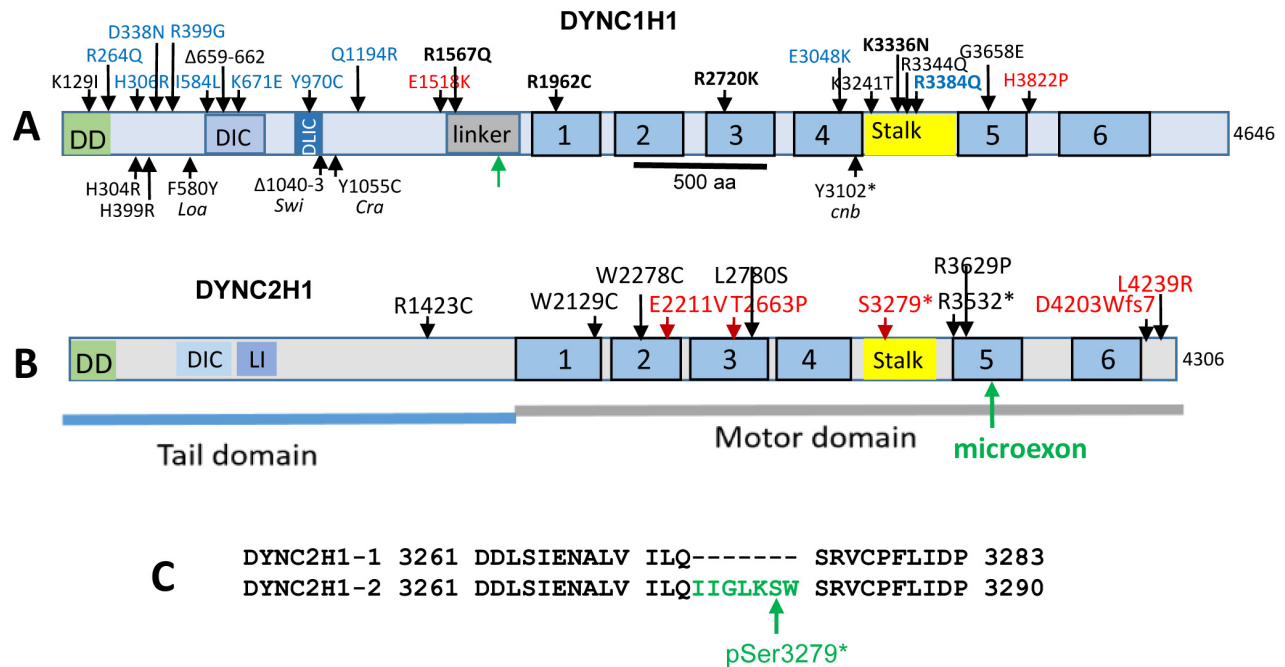 DYNC1H1
D338N R399G
R264Q Δ659-662 Q1194R R1567Q E3048K K3336N G3658E
K129I H306R I584L K671E Y970C E1518K R1962C R2720K K3241T R3344Q R3384Q H3822P
A DD DIC DLIC linker 1 2 3 4 Stalk 5 6 4646
H304R F580Y Δ1040-3 Y1055C 500 aa Y3102*
H399R Loa Swi Cra cnb
DYNC2H1
R1423C W2129C W2278C E2211V T2663P L2780S S3279* R3532* R3629P D4203Wfs7 L4239R
B DD DIC LI 1 2 3 4 Stalk 5 6 4306
Tail domain Motor domain microexon
C
DYNC2H1-1 3261 DDLSIENALV ILQ------- SRVCPFLIDP 3283
DYNC2H1-2 3261 DDLSIENALV ILQIIGLKSW SRVCPFLIDP 3290
pSer3279*